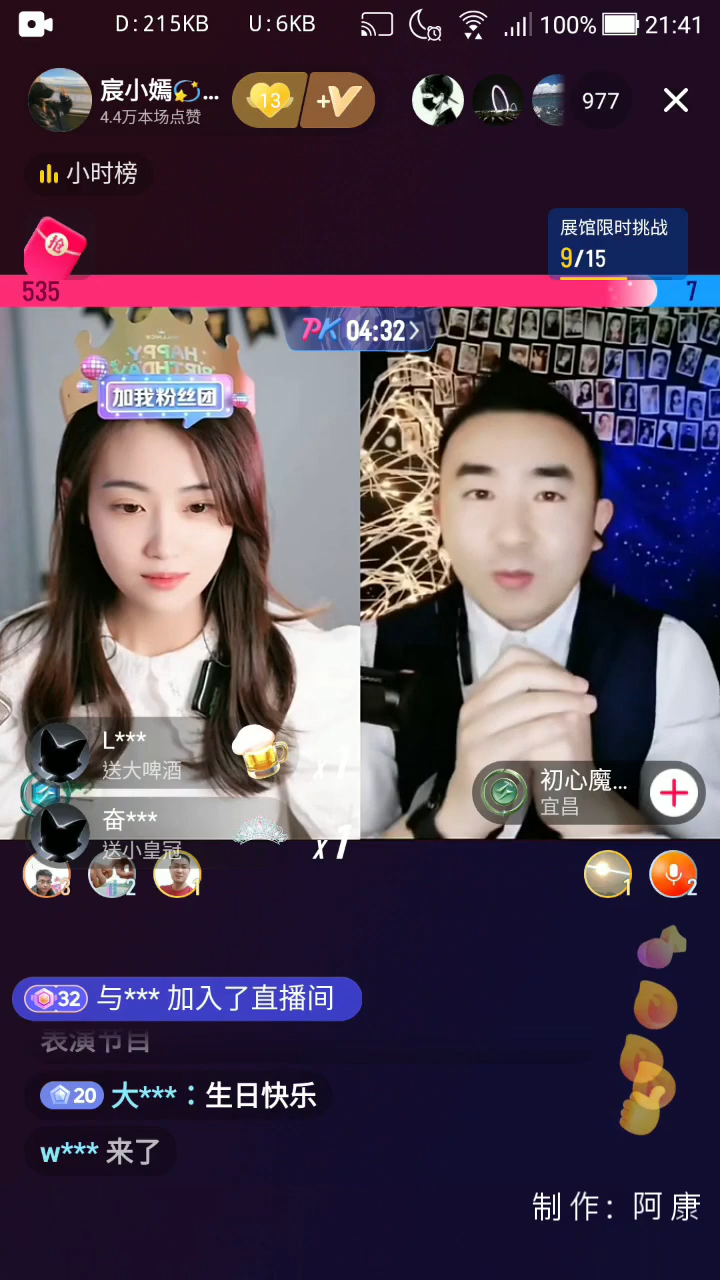 D: 215KB U: 6KB 100% 21:41
宸小嫣💫...
4.4万本场点赞
13
+V
977
小时榜
抢
展馆限时挑战
9/15
535
7
PK 04:32
HAPPY
BIRTHDAY
加我粉丝团
L***
送大啤酒
x1
奋***
送小皇冠
x1
初心魔...
宜昌
3
2
1
1
2
32 与*** 加入了直播间
表演节目
20 大***：生日快乐
w*** 来了
制作：阿康